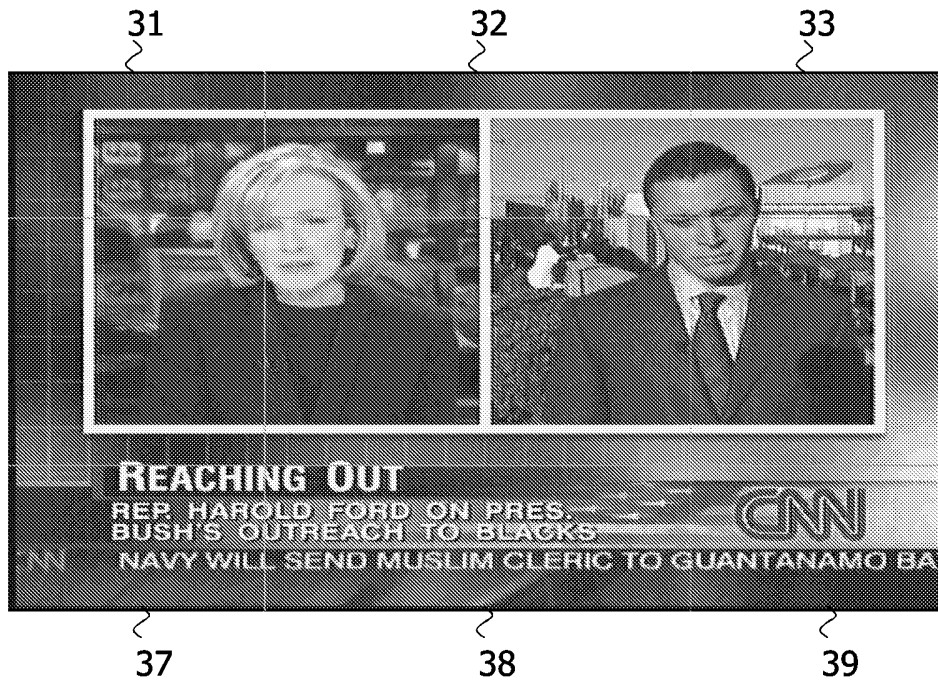 31 32 33
REACHING OUT
REP. HAROLD FORD ON PRES.
BUSH'S OUTREACH TO BLACKS
CNN
CNN
NAVY WILL SEND MUSLIM CLERIC TO GUANTANAMO BA
37 38 39